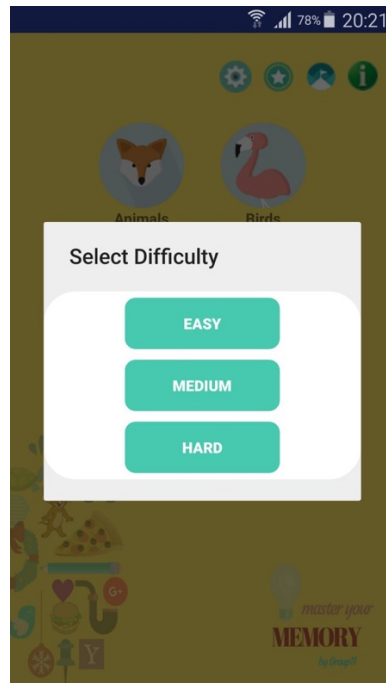 78% 20:21
Animals Birds
Select Difficulty
EASY
MEDIUM
HARD
G+
Y
master your
MEMORY